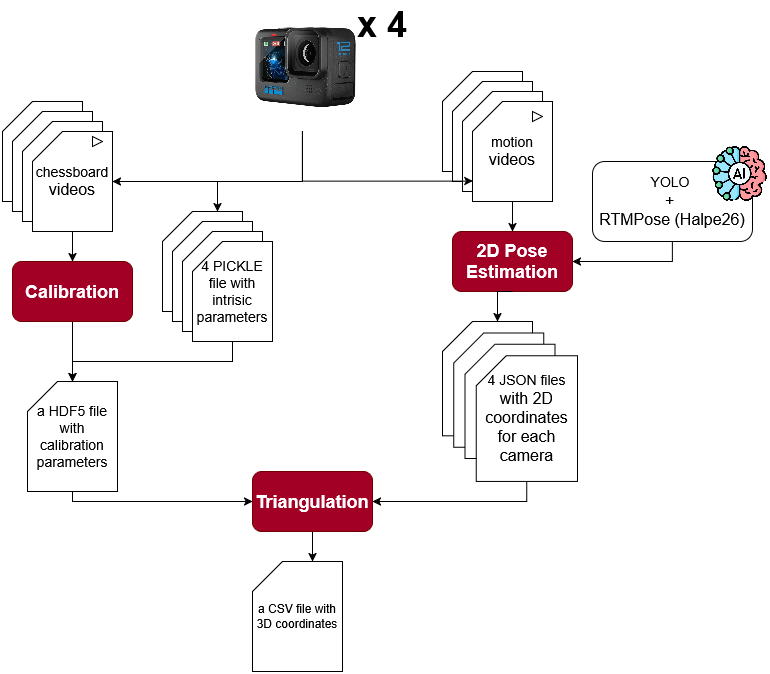 x 4
12
chessboard
videos
motion
videos
AI
YOLO
+
RTMPose (Halpe26)
4 PICKLE
file with
intrisic
parameters
Calibration
2D Pose
Estimation
a HDF5 file
with
calibration
parameters
4 JSON files
with 2D
coordinates
for each
camera
Triangulation
a CSV file with
3D coordinates